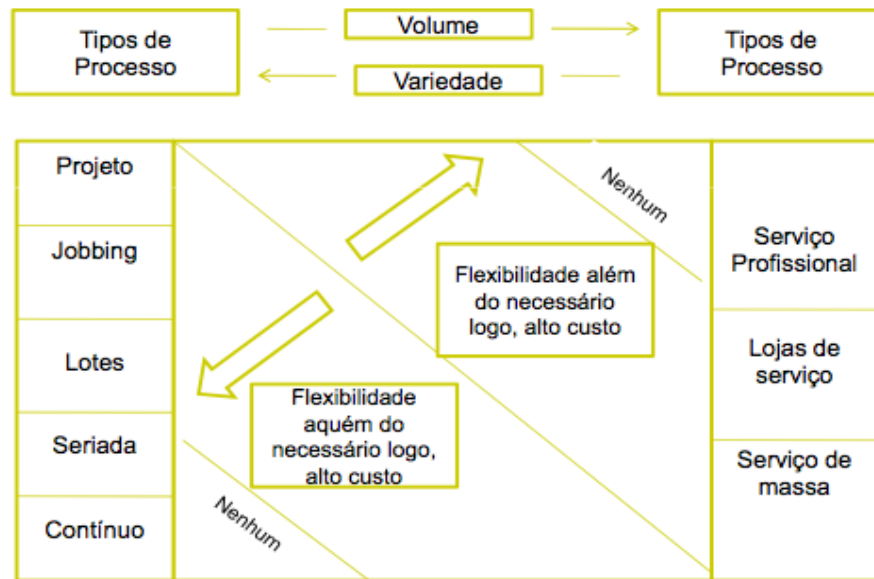 Tipos de
Processo
Volume
Variedade
Tipos de
Processo
Projeto
Jobbing
Lotes
Seriada
Contínuo
Nenhum
Flexibilidade além
do necessário
logo, alto custo
Flexibilidade
aquém do
necessário logo,
alto custo
Nenhum
Serviço
Profissional
Lojas de
serviço
Serviço de
massa